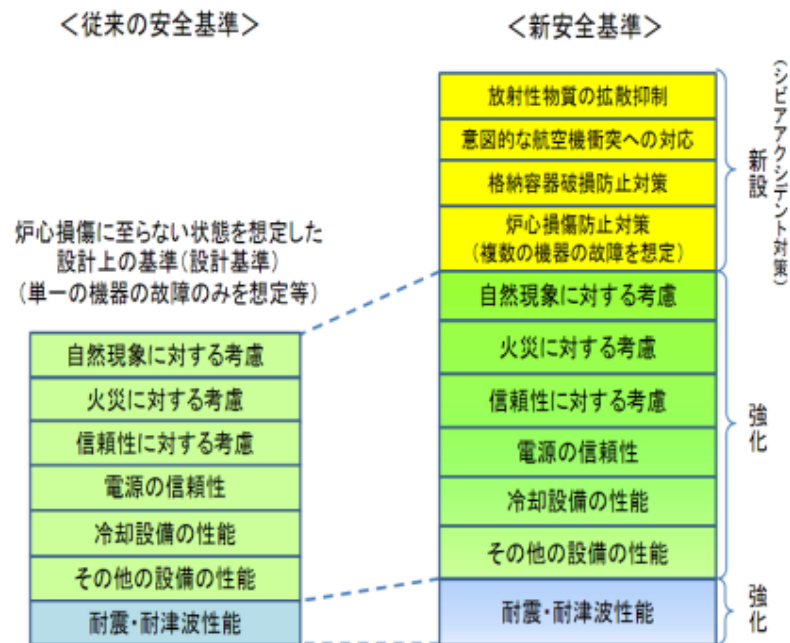 ＜従来の安全基準＞
炉心損傷に至らない状態を想定した
設計上の基準(設計基準)
(単一の機器の故障のみを想定等)
自然現象に対する考慮
火災に対する考慮
信頼性に対する考慮
電源の信頼性
冷却設備の性能
その他の設備の性能
耐震・耐津波性能
＜新安全基準＞
放射性物質の拡散抑制
意図的な航空機衝突への対応
格納容器破損防止対策
炉心損傷防止対策
(複数の機器の故障を想定)
自然現象に対する考慮
火災に対する考慮
信頼性に対する考慮
電源の信頼性
冷却設備の性能
その他の設備の性能
耐震・耐津波性能
新設
(シビアアクシデント対策)
強化
強化